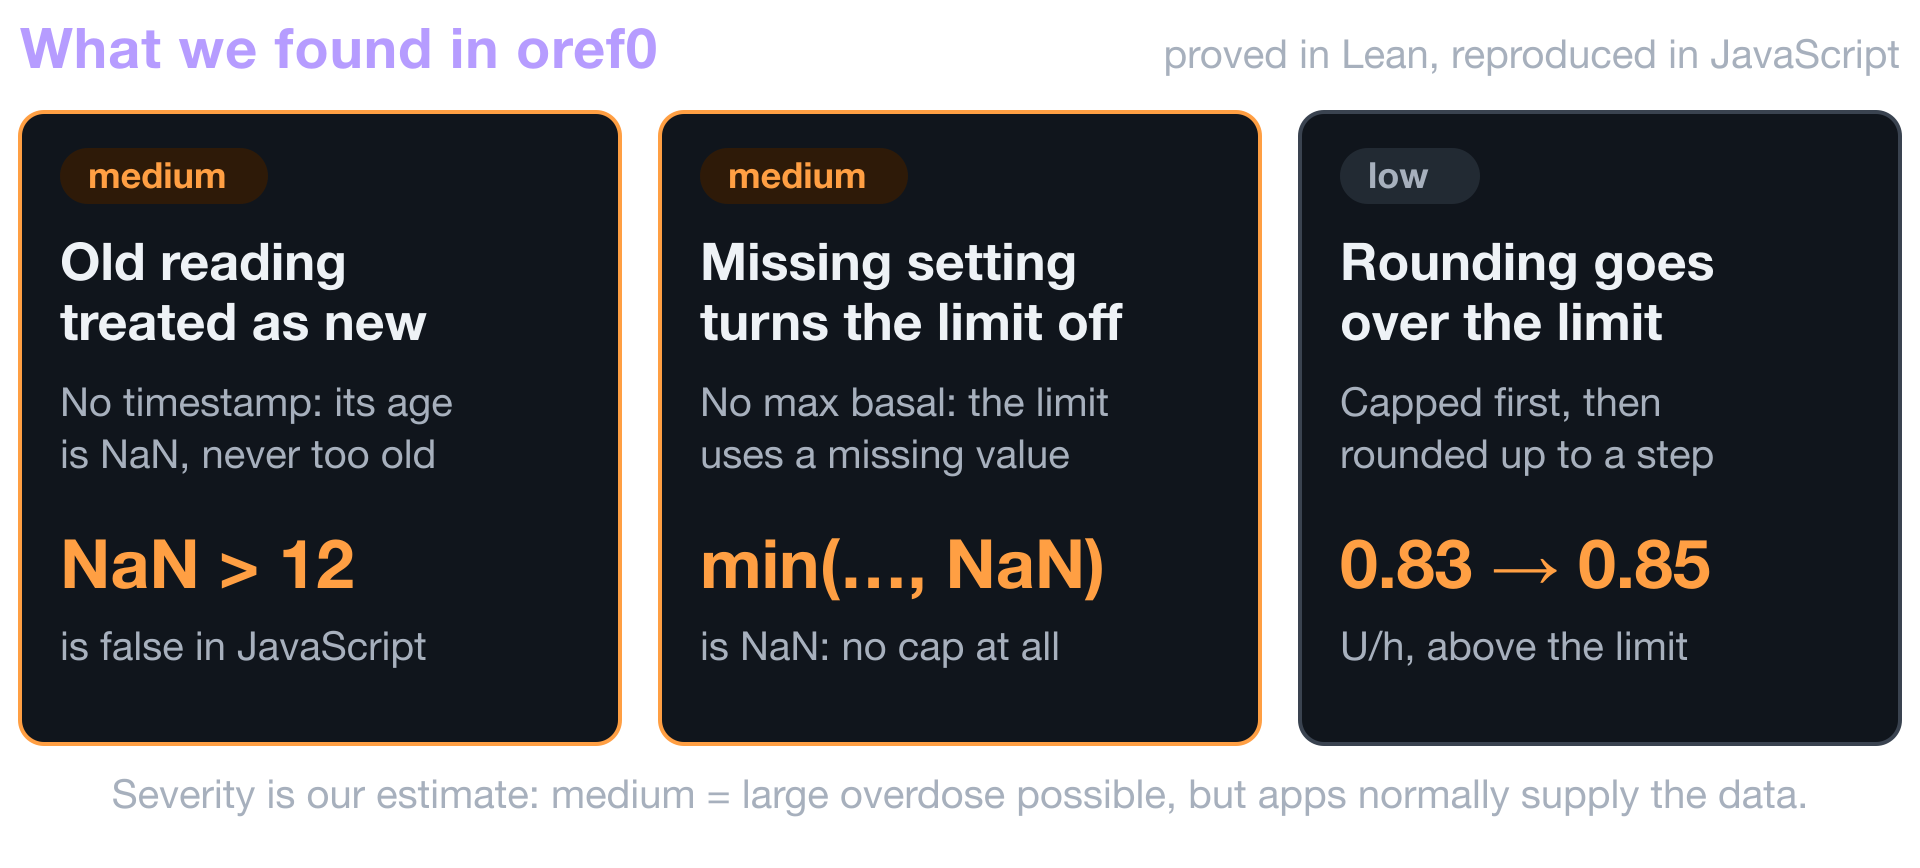 What we found in oref0
proved in Lean, reproduced in JavaScript
medium
Old reading
treated as new
No timestamp: its age
is NaN, never too old
NaN > 12
is false in JavaScript
medium
Missing setting
turns the limit off
No max basal: the limit
uses a missing value
min(…, NaN)
is NaN: no cap at all
low
Rounding goes
over the limit
Capped first, then
rounded up to a step
0.83 → 0.85
U/h, above the limit
Severity is our estimate: medium = large overdose possible, but apps normally supply the data.